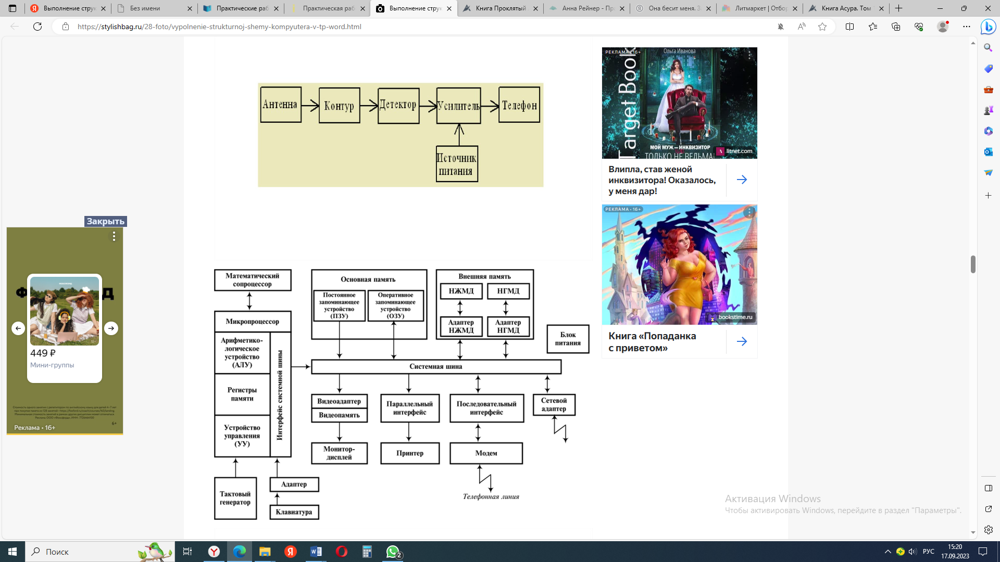 Выполнение струк
Без имени
Практические раб
Практическая раб
Выполнение струк
Книга Проклятый
Анна Рейнер - Пр
Она бесит меня. З
Литмаркет | Отбор
Книга Асура. Том
https://stylishbag.ru/28-foto/vypolnenie-strukturnoj-shemy-kompyutera-v-tp-word.html
Антенна
Контур
Детектор
Усилитель
Телефон
Источник
питания
Математический
сопроцессор
Микропроцессор
Арифметико-
логическое
устройство
(АЛУ)
Регистры
памяти
Устройство
управления
(УУ)
Интерфейс системной шины
Тактовый
генератор
Адаптер
Клавиатура
Основная память
Постоянное
запоминающее
устройство
(ПЗУ)
Оперативное
запоминающее
устройство
(ОЗУ)
Внешняя память
НЖМД
НГМД
Адаптер
НЖМД
Адаптер
НГМД
Блок
питания
Системная шина
Видеоадаптер
Видеопамять
Монитор-
дисплей
Параллельный
интерфейс
Принтер
Последовательный
интерфейс
Модем
Телефонная линия
Сетевой
адаптер
РЕКЛАМА • 16+
Ольга Иванова
Target Book
МОЙ МУЖ – ИНКВИЗИТОР
ТОЛЬКО НЕ ВЕДЬМА!
litnet.com
Влипла, став женой
инквизитора! Оказалось,
у меня дар!
РЕКЛАМА • 16+
bookstime.ru
Книга «Попаданка
с приветом»
Закрыть
449 ₽
Мини-группы
6+
Реклама • 16+
Активация Windows
Чтобы активировать Windows, перейдите в раздел "Параметры".
Поиск
2
РУС
15:20
17.09.2023